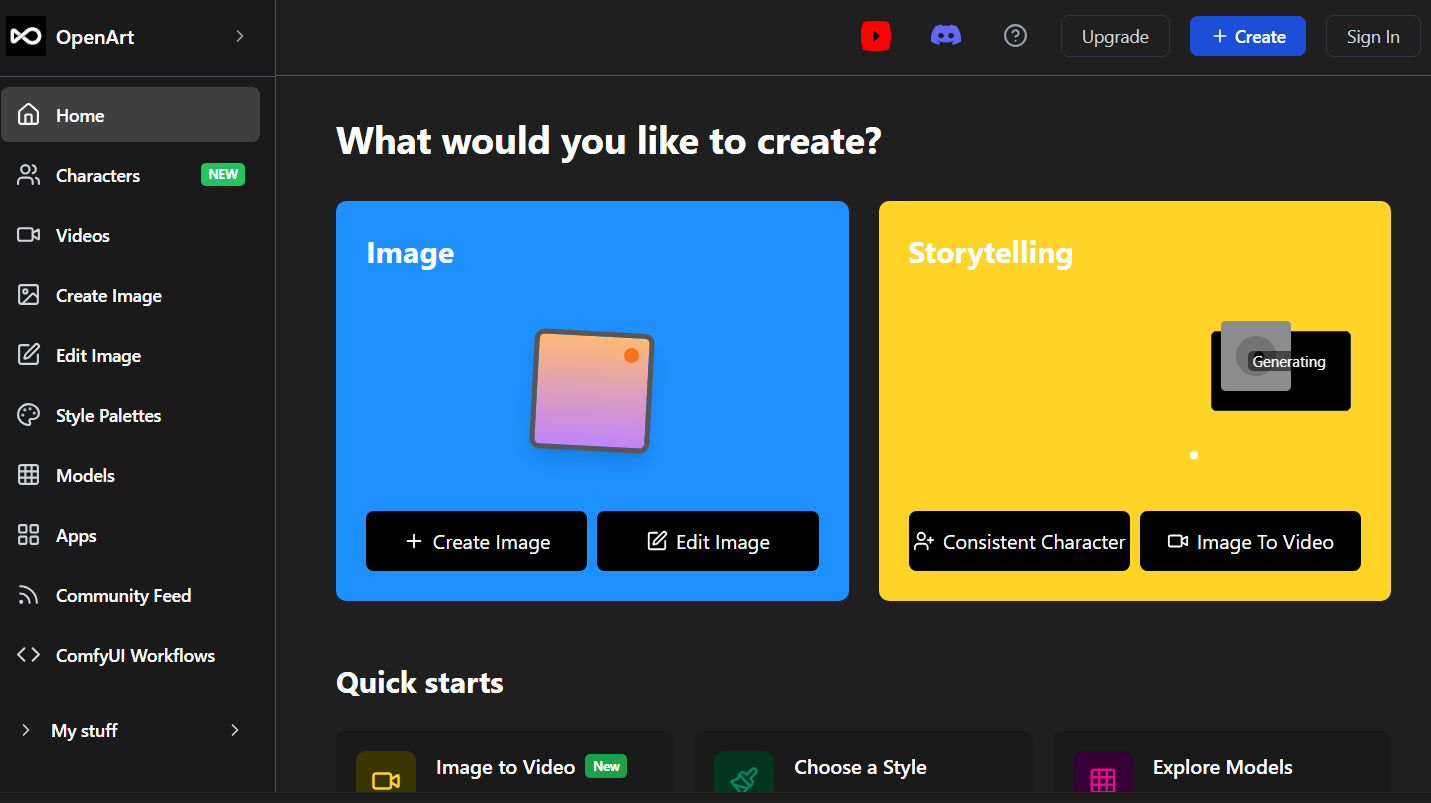 OpenArt
Upgrade
Create
Sign In
Home
Characters
NEW
Videos
Create Image
Edit Image
Style Palettes
Models
Apps
Community Feed
ComfyUI Workflows
My stuff
What would you like to create?
Image
Create Image
Edit Image
Storytelling
Generating
Consistent Character
Image To Video
Quick starts
Image to Video
New
Choose a Style
Explore Models